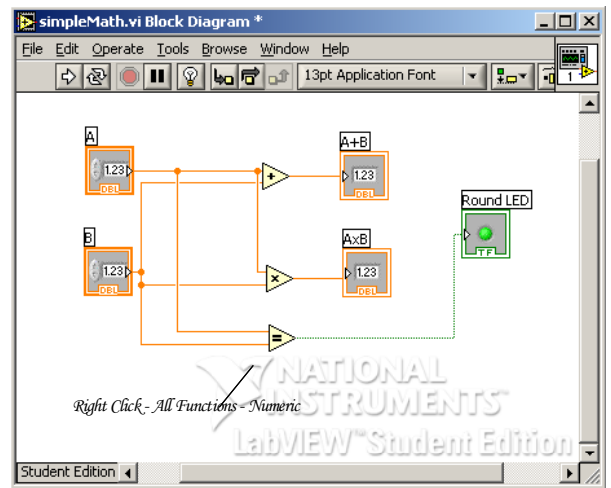 simpleMath.vi Block Diagram *
File Edit Operate Tools Browse Window Help
13pt Application Font
1
A
1.23
DBL
A+B
1.23
DBL
Round LED
TF
B
1.23
DBL
AxB
1.23
DBL
+
×
=
NATIONAL
INSTRUMENTS™
LabVIEW™ Student Edition
Right Click - All Functions - Numeric
Student Edition